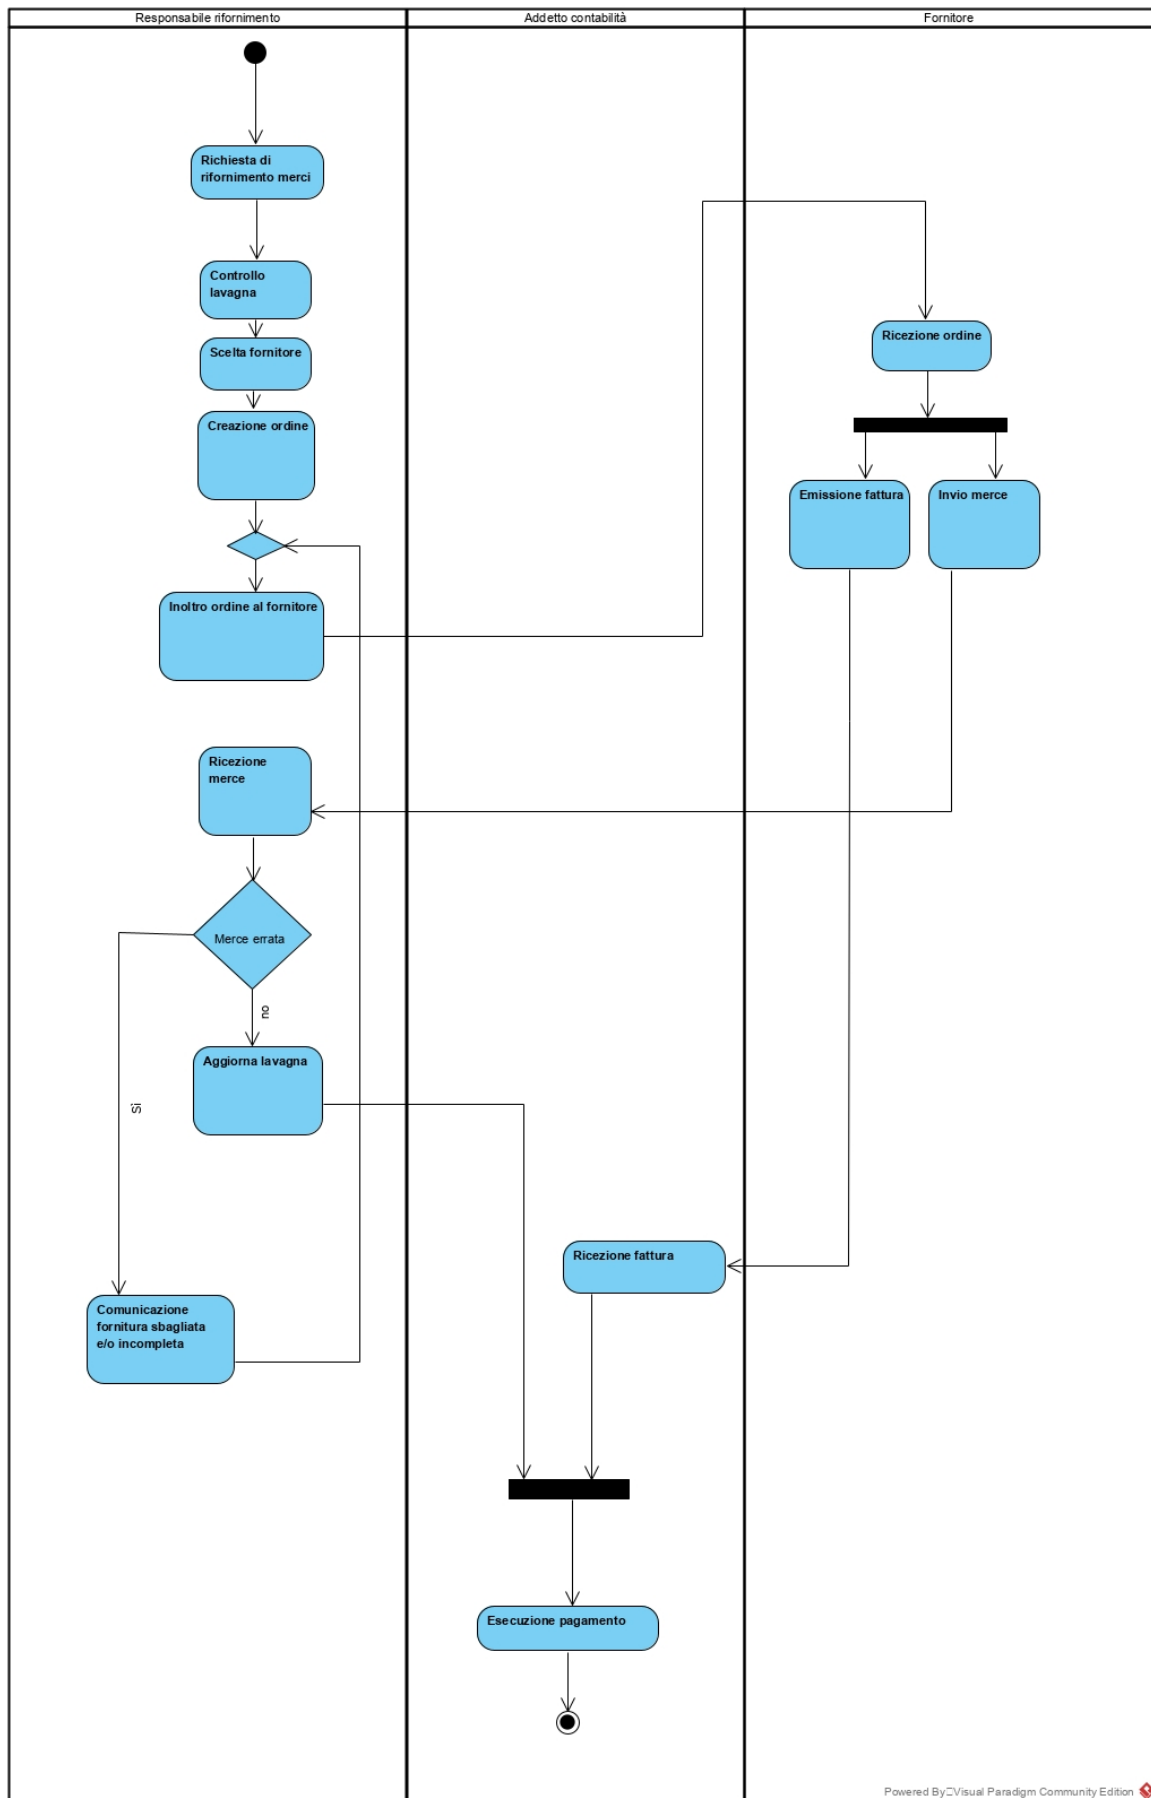 Responsabile rifornimento
Addetto contabilità
Fornitore
Richiesta di
rifornimento merci
Controllo
lavagna
Scelta fornitore
Creazione ordine
Inoltro ordine al fornitore
Ricezione ordine
Emissione fattura
Invio merce
Ricezione
merce
Merce errata
no
Si
Aggiorna lavagna
Ricezione fattura
Comunicazione
fornitura sbagliata
e/o incompleta
Esecuzione pagamento
Powered By Visual Paradigm Community Edition